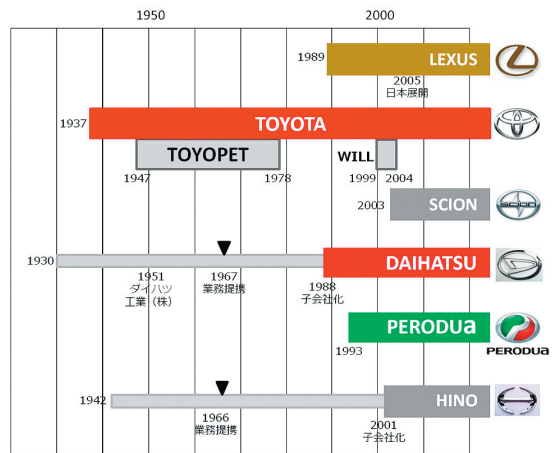 1950
2000
1989
LEXUS
2005
日本展開
1937
TOYOTA
TOYOPET
WILL
1947
1978
1999
2004
2003
SCION
SCION
1930
DAIHATSU
1951
ダイハツ
工業（株）
1967
業務提携
1988
子会社化
PERODUa
1993
PERODUa
1942
HINO
1966
業務提携
2001
子会社化